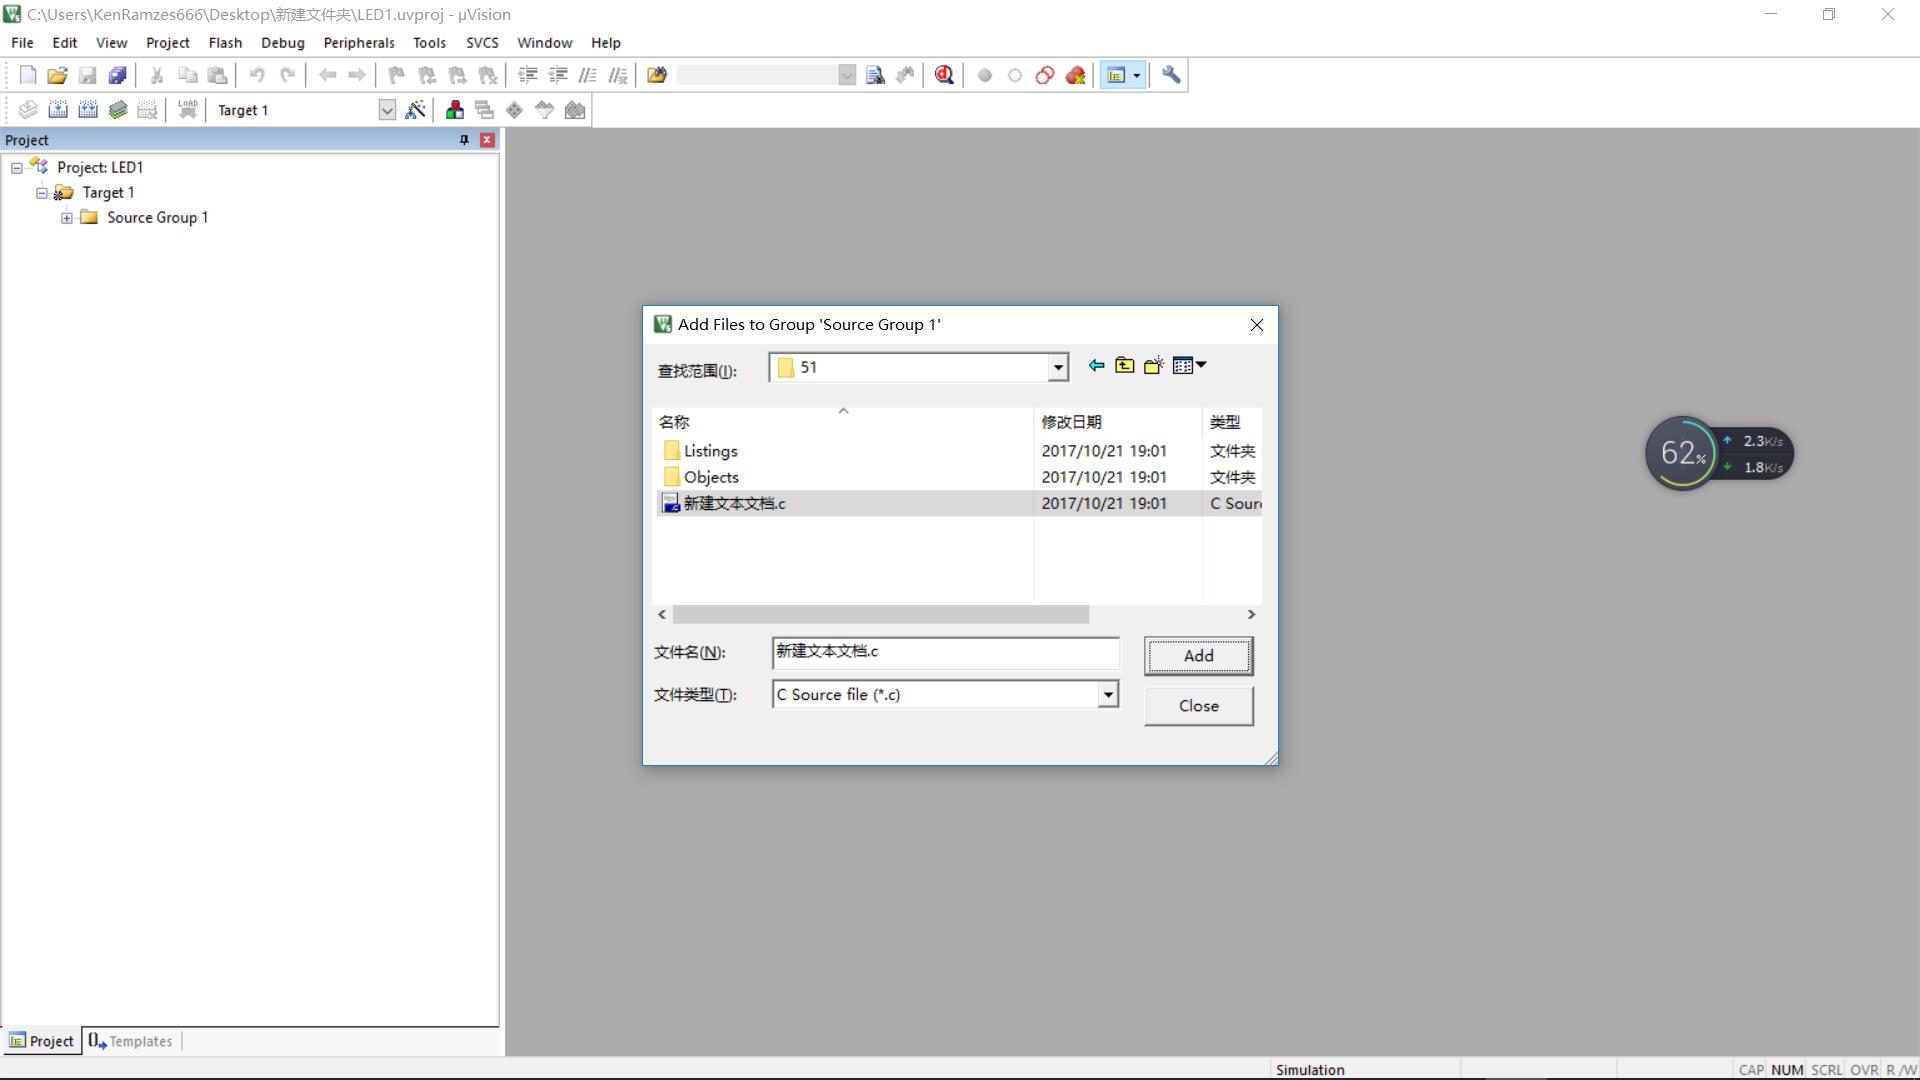 C:\Users\KenRamzes666\Desktop\新建文件夹\LED1.uvproj - µVision
File Edit View Project Flash Debug Peripherals Tools SVCS Window Help
LOAD Target 1
Project
Project: LED1
Target 1
Source Group 1
Add Files to Group 'Source Group 1'
查找范围(I): 51
名称 修改日期 类型
Listings 2017/10/21 19:01 文件夹
Objects 2017/10/21 19:01 文件夹
新建文本文档.c 2017/10/21 19:01 C Sour
文件名(N): 新建文本文档.c Add
文件类型(T): C Source file (*.c)
Close
62% 2.3K/s
1.8K/s
Project Templates
Simulation CAP NUM SCRL OVR R/W